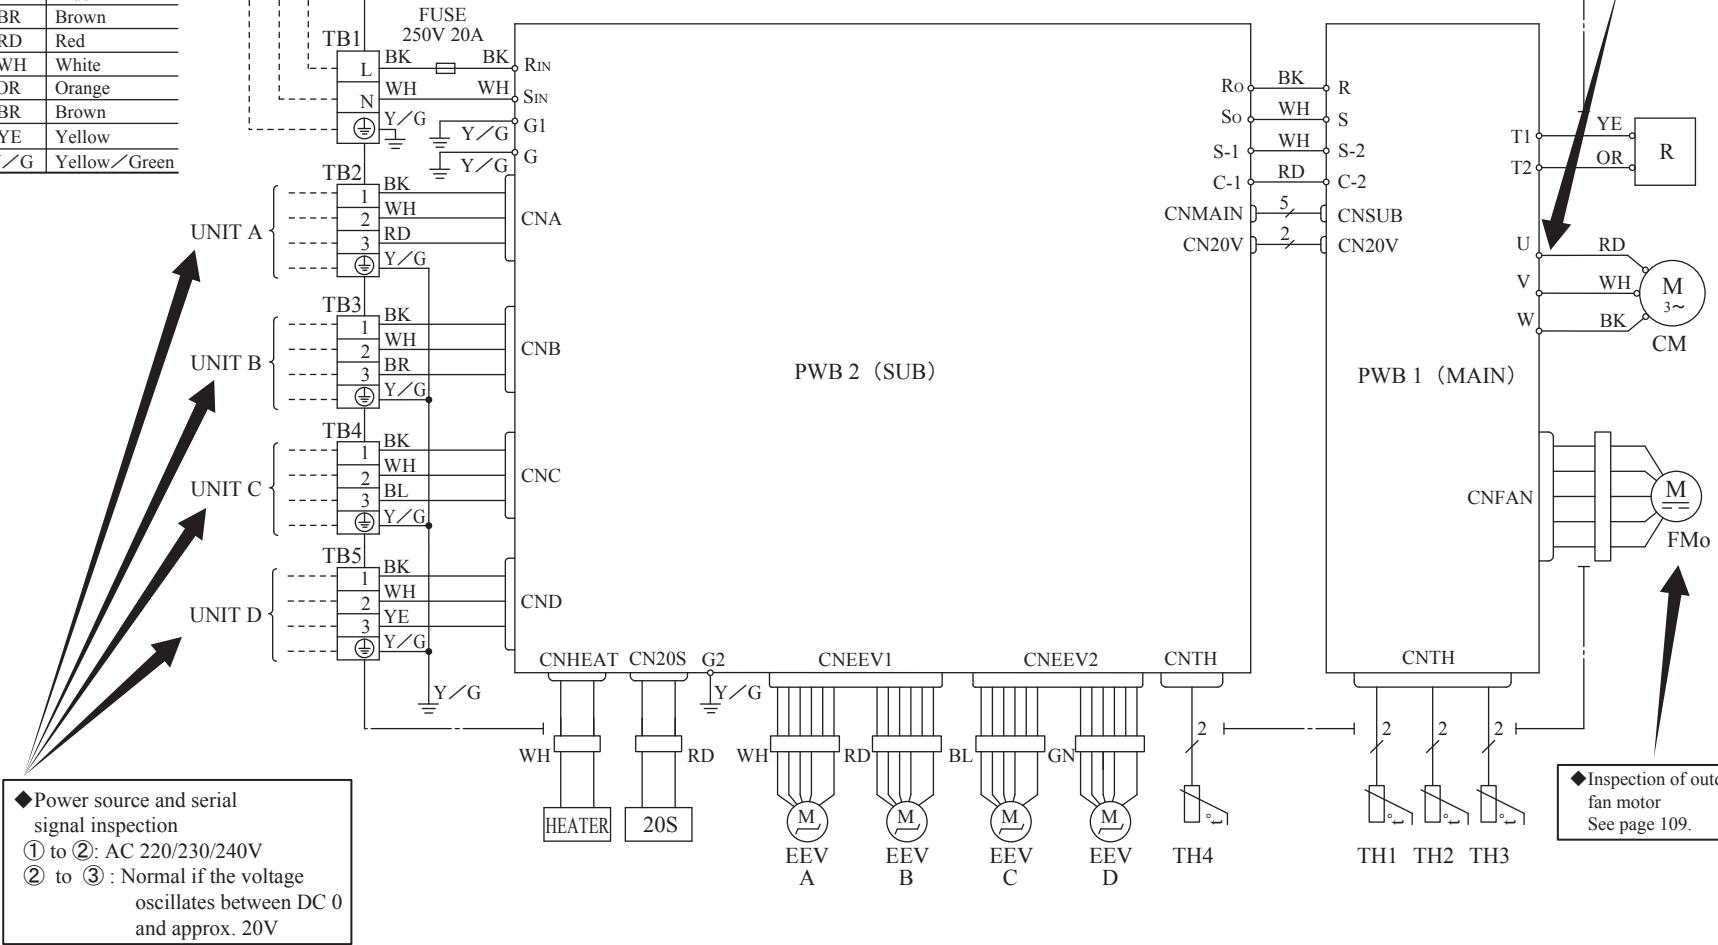 BR Brown
RD Red
WH White
OR Orange
BR Brown
YE Yellow
Y/G Yellow/Green
FUSE
250V 20A
TB1
L BK BK RIN
N WH WH SIN
Y/G
Y/G G1
Y/G G
TB2
UNIT A
1 BK
2 WH
3 RD
Y/G
CNA
TB3
UNIT B
1 BK
2 WH
3 BR
Y/G
CNB
TB4
UNIT C
1 BK
2 WH
3 BL
Y/G
CNC
TB5
UNIT D
1 BK
2 WH
3 YE
Y/G
CND
Y/G
PWB 2 (SUB)
RO BK R
SO WH S
S-1 WH S-2
C-1 RD C-2
CNMAIN 5 CNSUB
CN20V 2 CN20V
PWB 1 (MAIN)
T1 YE
T2 OR
R
U RD
V WH
W BK
M
3~
CM
CNFAN
M
FMo
CNHEAT CN20S G2 CNEEV1 CNEEV2 CNTH
Y/G
CNTH
WH RD WH RD BL GN
2 2 2 2
HEATER 20S
M M M M
t° t° t° t°
EEV EEV EEV EEV
A B C D
TH4 TH1 TH2 TH3
◆Power source and serial
signal inspection
① to ②: AC 220/230/240V
② to ③ : Normal if the voltage
oscillates between DC 0
and approx. 20V
◆Inspection of
fan motor
See page 109.